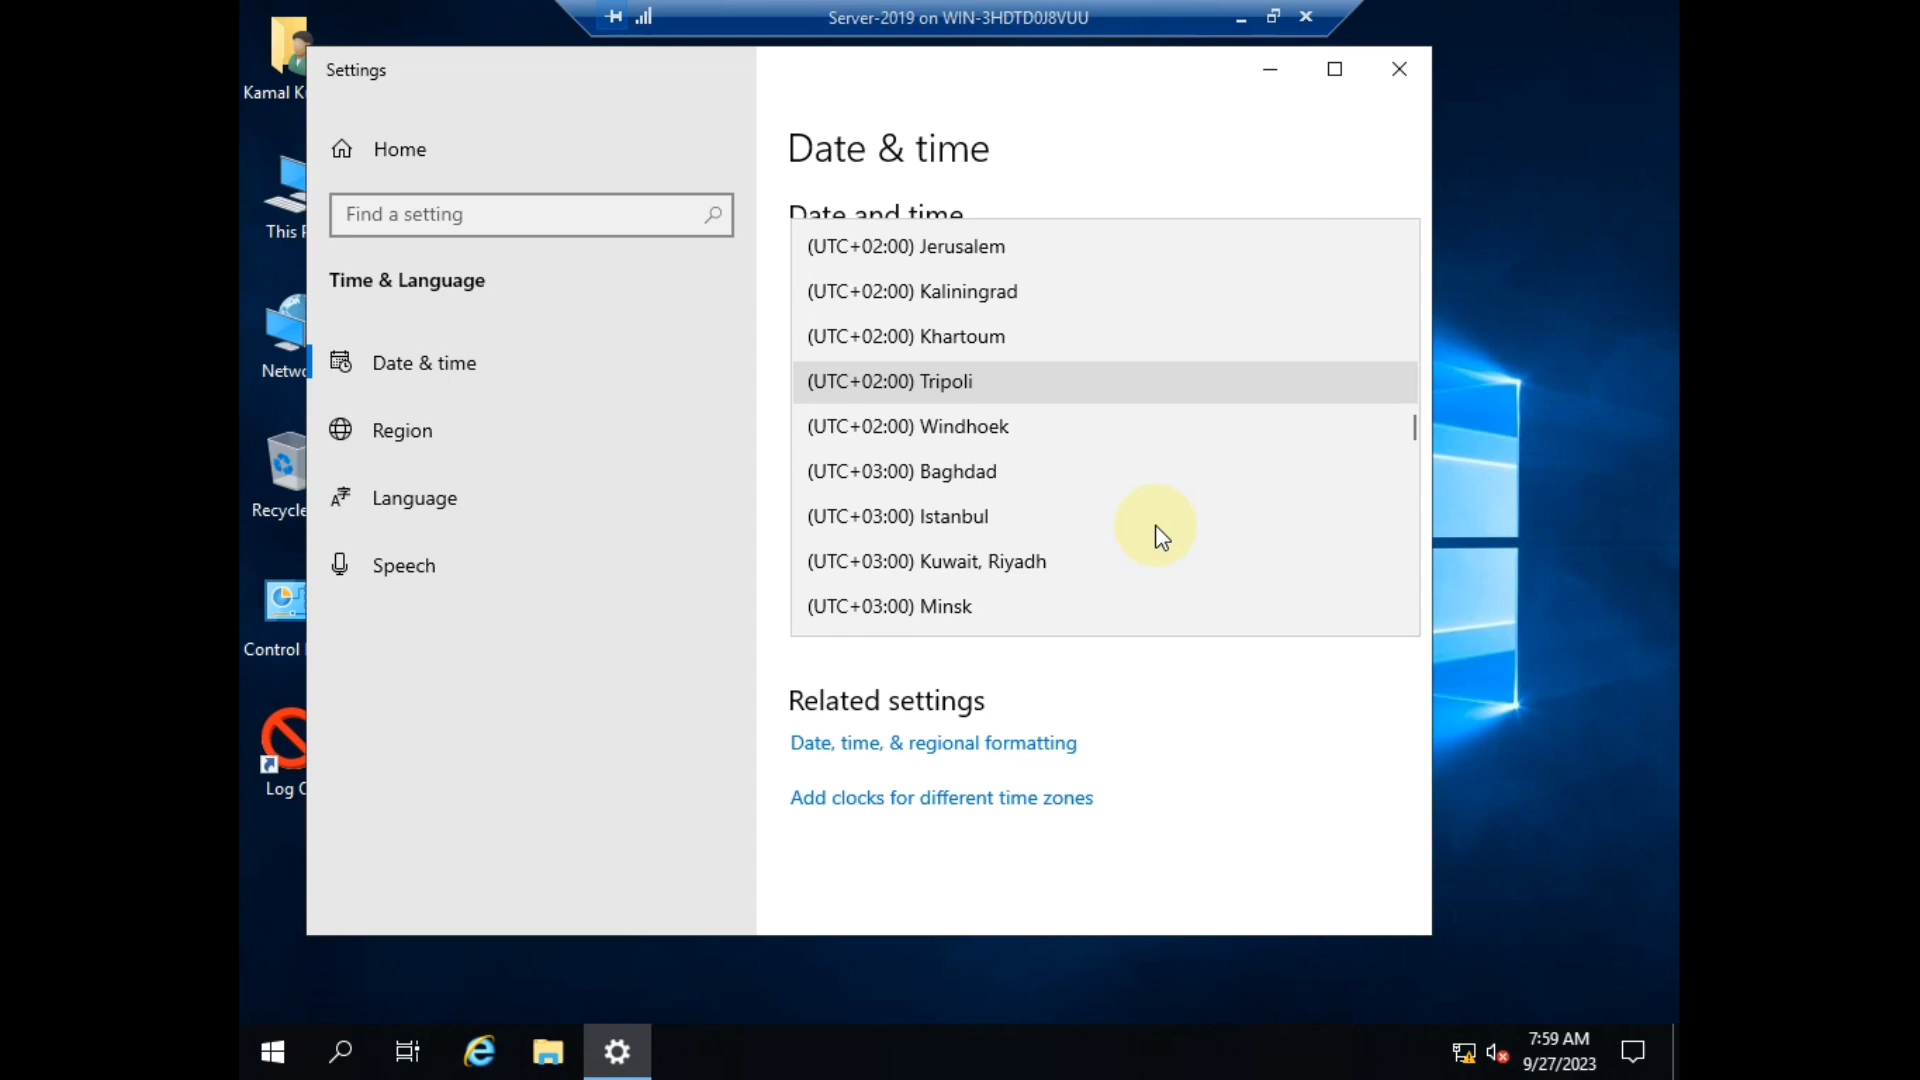 Server-2019 on WIN-3HDTD0J8VUU
Kamal K
This P
Netwo
Recycle
Control
Log O
Settings
Home
Find a setting
Time & Language
Date & time
Region
Language
Speech
Date & time
Date and time
(UTC+02:00) Jerusalem
(UTC+02:00) Kaliningrad
(UTC+02:00) Khartoum
(UTC+02:00) Tripoli
(UTC+02:00) Windhoek
(UTC+03:00) Baghdad
(UTC+03:00) Istanbul
(UTC+03:00) Kuwait, Riyadh
(UTC+03:00) Minsk
Related settings
Date, time, & regional formatting
Add clocks for different time zones
7:59 AM
9/27/2023